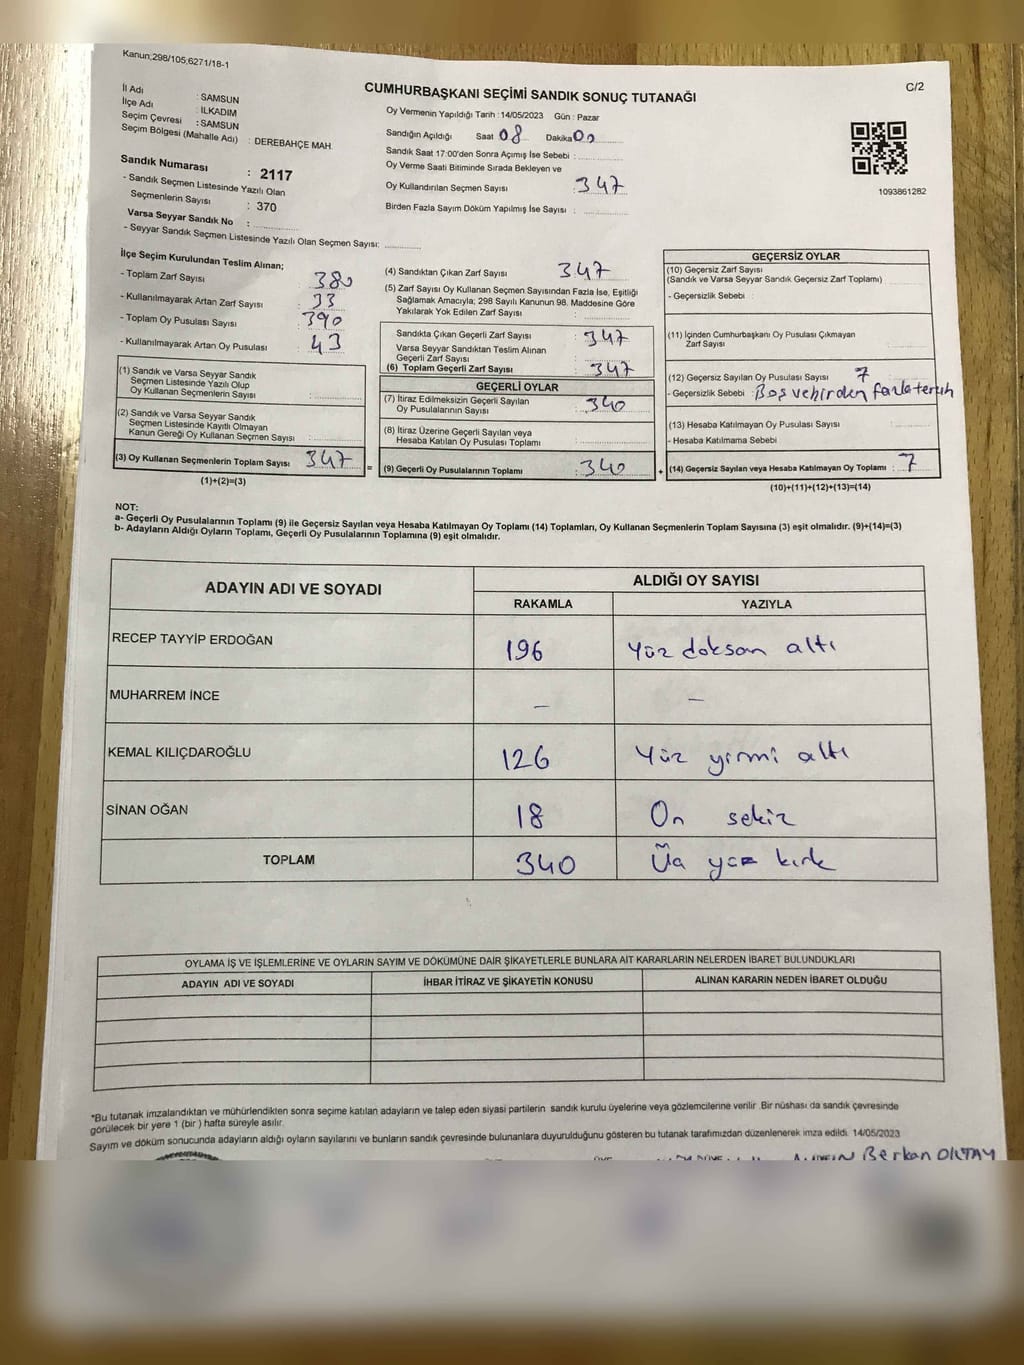 Kanun;298/105;6271/18-1
C/2
CUMHURBAŞKANI SEÇİMİ SANDIK SONUÇ TUTANAĞI
İl Adı : SAMSUN
İlçe Adı : İLKADIM
Seçim Çevresi : SAMSUN
Seçim Bölgesi (Mahalle Adı) : DEREBAHÇE MAH.
Sandık Numarası : 2117
- Sandık Seçmen Listesinde Yazılı Olan
Seçmenlerin Sayısı : 370
Varsa Seyyar Sandık No :
- Seyyar Sandık Seçmen Listesinde Yazılı Olan Seçmen Sayısı:
Oy Vermenin Yapıldığı Tarih : 14/05/2023 Gün : Pazar
Sandığın Açıldığı Saat 08 Dakika 00
Sandık Saat 17:00'den Sonra Açımış İse Sebebi :
Oy Verme Saati Bitiminde Sırada Bekleyen ve
Oy Kullandırılan Seçmen Sayısı : 347
Birden Fazla Sayım Döküm Yapılmış İse Sayısı :
1093861282
İlçe Seçim Kurulundan Teslim Alınan;
- Toplam Zarf Sayısı : 380
- Kullanılmayarak Artan Zarf Sayısı : 33
- Toplam Oy Pusulası Sayısı : 390
- Kullanılmayarak Artan Oy Pusulası : 43
(1) Sandık ve Varsa Seyyar Sandık
Seçmen Listesinde Yazılı Olup
Oy Kullanan Seçmenlerin Sayısı :
(2) Sandık ve Varsa Seyyar Sandık
Seçmen Listesinde Kayıtlı Olmayan
Kanun Gereği Oy Kullanan Seçmen Sayısı :
(3) Oy Kullanan Seçmenlerin Toplam Sayısı : 347
(1)+(2)=(3)
=
(4) Sandıktan Çıkan Zarf Sayısı : 347
(5) Zarf Sayısı Oy Kullanan Seçmen Sayısından Fazla İse, Eşitliği
Sağlamak Amacıyla; 298 Sayılı Kanunun 98. Maddesine Göre
Yakılarak Yok Edilen Zarf Sayısı :
Sandıkta Çıkan Geçerli Zarf Sayısı : 347
Varsa Seyyar Sandıktan Teslim Alınan
Geçerli Zarf Sayısı :
(6) Toplam Geçerli Zarf Sayısı : 347
GEÇERLİ OYLAR
(7) İtiraz Edilmeksizin Geçerli Sayılan
Oy Pusulalarının Sayısı : 340
(8) İtiraz Üzerine Geçerli Sayılan veya
Hesaba Katılan Oy Pusulası Toplamı :
(9) Geçerli Oy Pusulalarının Toplamı : 340
+
GEÇERSİZ OYLAR
(10) Geçersiz Zarf Sayısı
(Sandık ve Varsa Seyyar Sandık Geçersiz Zarf Toplamı) :
- Geçersizlik Sebebi :
(11) İçinden Cumhurbaşkanı Oy Pusulası Çıkmayan
Zarf Sayısı :
(12) Geçersiz Sayılan Oy Pusulası Sayısı : 7
- Geçersizlik Sebebi : Boş ve birden fazla tercih
(13) Hesaba Katılmayan Oy Pusulası Sayısı :
- Hesaba Katılmama Sebebi :
(14) Geçersiz Sayılan veya Hesaba Katılmayan Oy Toplamı : 7
(10)+(11)+(12)+(13)=(14)
NOT:
a- Geçerli Oy Pusulalarının Toplamı (9) ile Geçersiz Sayılan veya Hesaba Katılmayan Oy Toplamı (14) Toplamları, Oy Kullanan Seçmenlerin Toplam Sayısına (3) eşit olmalıdır. (9)+(14)=(3)
b- Adayların Aldığı Oyların Toplamı, Geçerli Oy Pusulalarının Toplamına (9) eşit olmalıdır.
ADAYIN ADI VE SOYADI ALDIĞI OY SAYISI
RAKAMLA YAZIYLA
RECEP TAYYİP ERDOĞAN 196 Yüz doksan altı
MUHARREM İNCE – –
KEMAL KILIÇDAROĞLU 126 Yüz yirmi altı
SİNAN OĞAN 18 On sekiz
TOPLAM 340 Üç yüz kırk
OYLAMA İŞ VE İŞLEMLERİNE VE OYLARIN SAYIM VE DÖKÜMÜNE DAİR ŞİKAYETLERLE BUNLARA AİT KARARLARIN NELERDEN İBARET BULUNDUKLARI
ADAYIN ADI VE SOYADI İHBAR İTİRAZ VE ŞİKAYETİN KONUSU ALINAN KARARIN NEDEN İBARET OLDUĞU
*Bu tutanak imzalandıktan ve mühürlendikten sonra seçime katılan adayların ve talep eden siyasi partilerin sandık kurulu üyelerine veya gözlemcilerine verilir. Bir nüshası da sandık çevresinde
görülecek bir yere 1 (bir) hafta süreyle asılır.
Sayım ve döküm sonucunda adayların aldığı oyların sayılarını ve bunların sandık çevresinde bulunanlara duyurulduğunu gösteren bu tutanak tarafımızdan düzenlenerek imza edildi. 14/05/2023
Berkan OKTAY